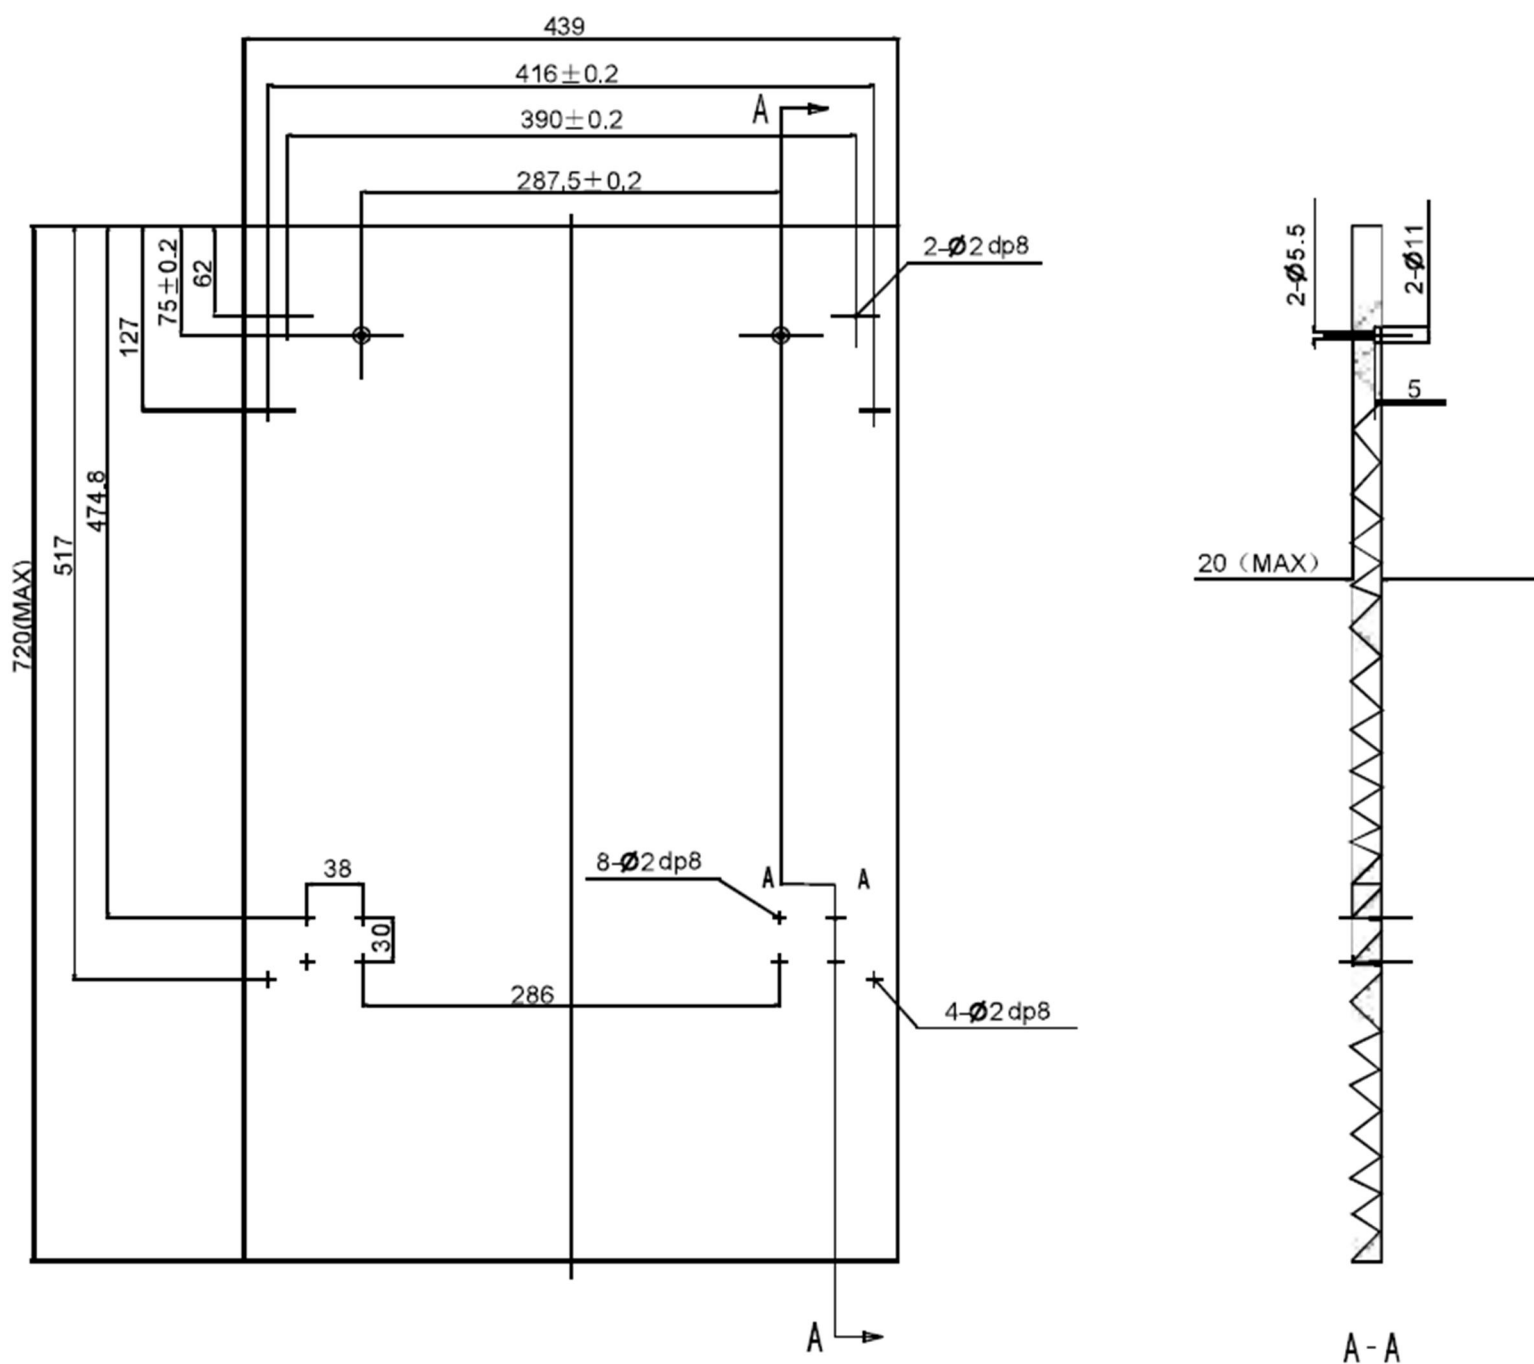 439
416±0.2
A
390±0.2
287.5±0.2
2-Ø2 dp8
62
75±0.2
127
474.8
517
720(MAX)
2-Ø5.5
2-Ø11
5
20（MAX）
38
30
8-Ø2 dp8
A
A
286
4-Ø2 dp8
A
A-A